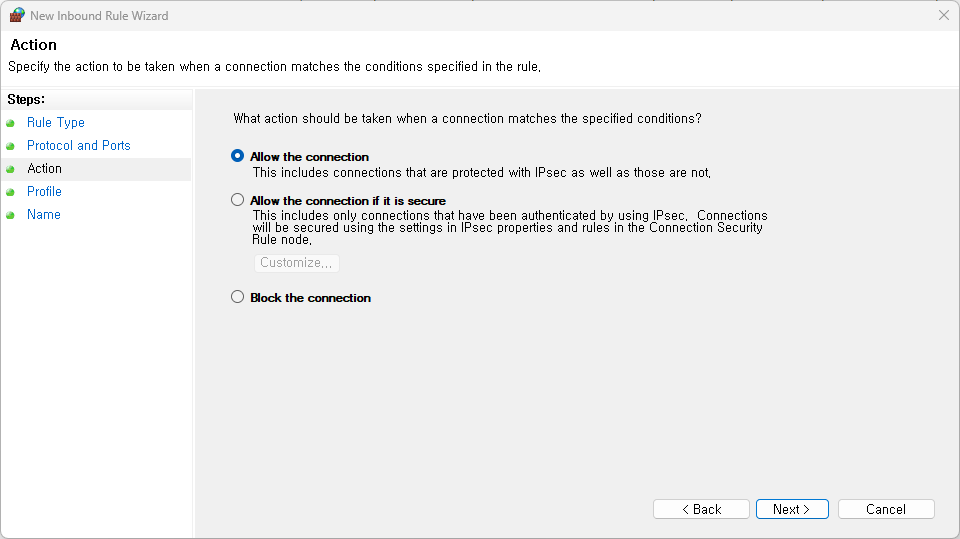 New Inbound Rule Wizard
Action
Specify the action to be taken when a connection matches the conditions specified in the rule.
Steps:
Rule Type
Protocol and Ports
Action
Profile
Name
What action should be taken when a connection matches the specified conditions?
Allow the connection
This includes connections that are protected with IPsec as well as those are not.
Allow the connection if it is secure
This includes only connections that have been authenticated by using IPsec. Connections
will be secured using the settings in IPsec properties and rules in the Connection Security
Rule node.
Customize...
Block the connection
< Back
Next >
Cancel